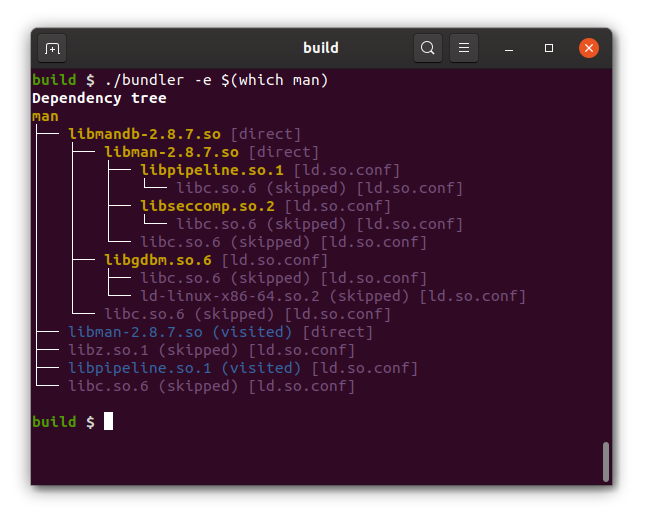 build
build $ ./bundler -e $(which man)
Dependency tree
man
├── libmandb-2.8.7.so [direct]
│   ├── libman-2.8.7.so [direct]
│   │   ├── libpipeline.so.1 [ld.so.conf]
│   │   │   └── libc.so.6 (skipped) [ld.so.conf]
│   │   ├── libseccomp.so.2 [ld.so.conf]
│   │   │   └── libc.so.6 (skipped) [ld.so.conf]
│   │   └── libc.so.6 (skipped) [ld.so.conf]
│   ├── libgdbm.so.6 [ld.so.conf]
│   │   ├── libc.so.6 (skipped) [ld.so.conf]
│   │   └── ld-linux-x86-64.so.2 (skipped) [ld.so.conf]
│   └── libc.so.6 (skipped) [ld.so.conf]
├── libman-2.8.7.so (visited) [direct]
├── libz.so.1 (skipped) [ld.so.conf]
├── libpipeline.so.1 (visited) [ld.so.conf]
└── libc.so.6 (skipped) [ld.so.conf]
build $